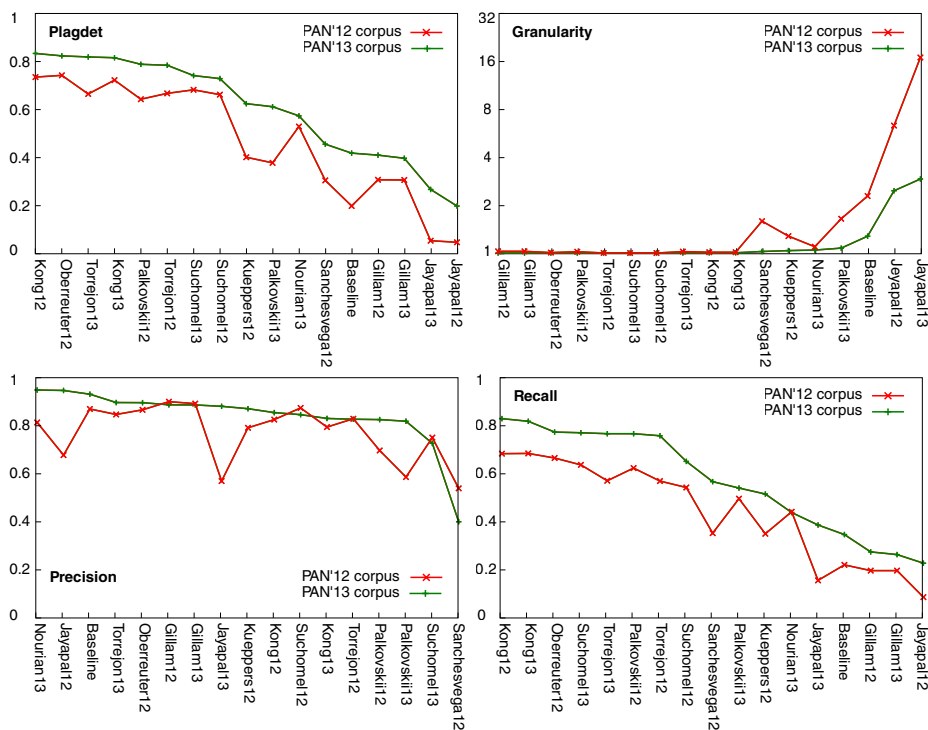 Plagdet
PAN'12 corpus
PAN'13 corpus
1
0.8
0.6
0.4
0.2
0
Kong12
Oberreuter12
Torrejon13
Kong13
Palkovskii12
Torrejon12
Suchomel13
Suchomel12
Kueppers12
Palkovskii13
Nourian13
Sanchesvega12
Baseline
Gillam12
Gillam13
Jayapal13
Jayapal12
Granularity
PAN'12 corpus
PAN'13 corpus
32
16
8
4
2
1
Gillam12
Gillam13
Oberreuter12
Palkovskii12
Torrejon12
Suchomel13
Suchomel12
Torrejon13
Kong12
Kong13
Sanchesvega12
Kueppers12
Nourian13
Palkovskii13
Baseline
Jeyapal12
Jayapal13
Precision
PAN'12 corpus
PAN'13 corpus
1
0.8
0.6
0.4
0.2
0
Nourian13
Jayapal12
Baseline
Torrejon13
Oberreuter12
Gillam12
Gillam13
Jayapal13
Kueppers12
Kong12
Suchomel12
Kong13
Torrejon12
Palkovskii12
Palkovskii13
Suchomel13
Sanchesvega12
Recall
PAN'12 corpus
PAN'13 corpus
1
0.8
0.6
0.4
0.2
0
Kong12
Kong13
Oberreuter12
Suchomel13
Torrejon13
Palkovskii12
Torrejon12
Suchomel12
Sanchesvega12
Palkovskii13
Kueppers12
Nourian13
Jayapal13
Baseline
Gillam12
Gillam13
Jayapal12